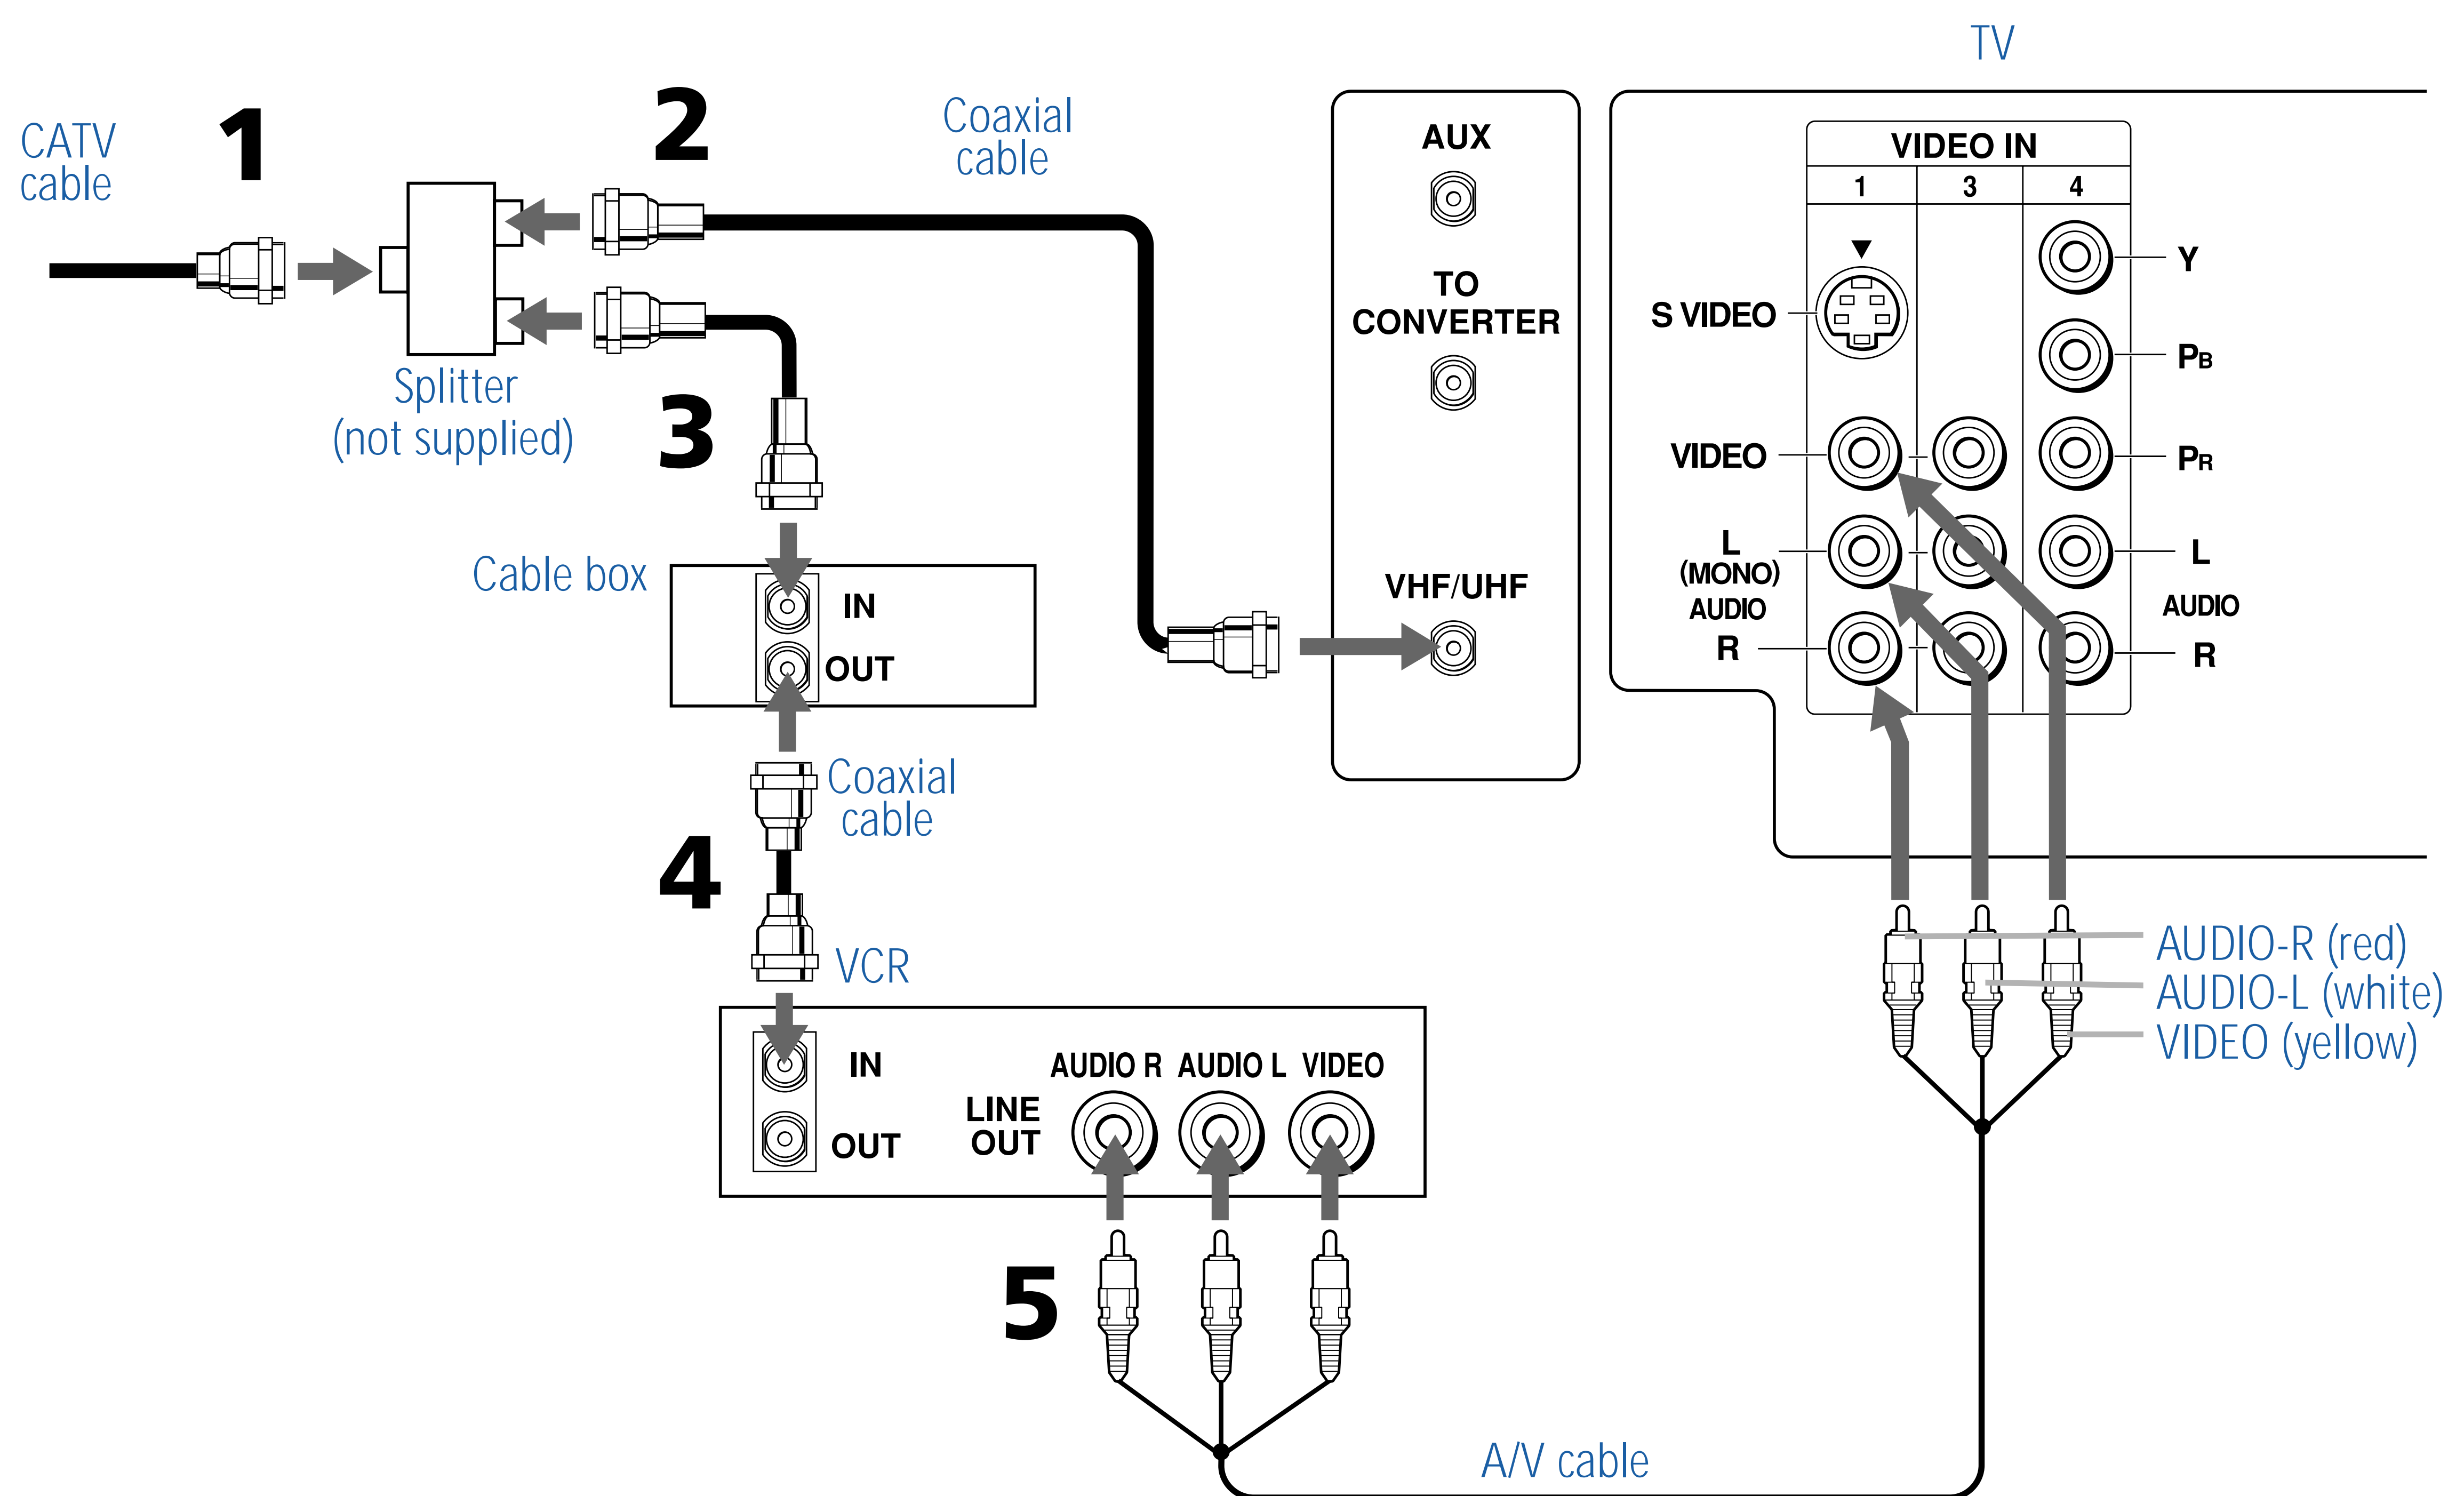 TV
CATV
cable
1
2
Coaxial
cable
AUX
TO
CONVERTER
VHF/UHF
VIDEO IN
1 3 4
S VIDEO
Y
PB
VIDEO
PR
L
(MONO)
AUDIO
R
L
AUDIO
R
Splitter
(not supplied)
3
Cable box
IN
OUT
Coaxial
cable
4
VCR
IN
OUT
LINE
OUT
AUDIO R AUDIO L VIDEO
AUDIO-R (red)
AUDIO-L (white)
VIDEO (yellow)
5
A/V cable